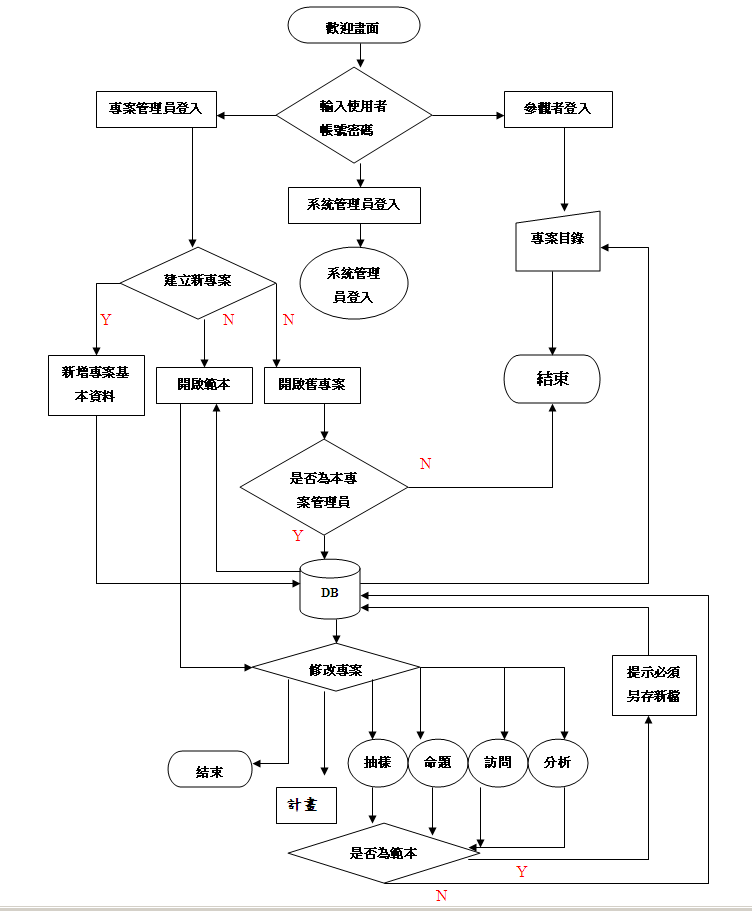 歡迎畫面
專案管理員登入
輸入使用者
帳號密碼
參觀者登入
系統管理員登入
專案目錄
系統管理
員登入
建立新專案
Y
N
N
新增專案基
本資料
開啟範本
開啟舊專案
結束
是否為本專
案管理員
N
Y
DB
修改專案
提示必須
另存新檔
結束
抽樣
命題
訪問
分析
計畫
是否為範本
Y
N